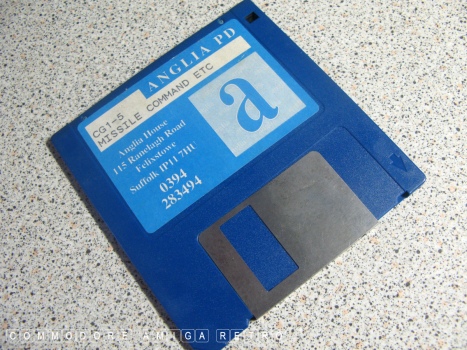 ANGLIA PD
CG1-5
MISSILE COMMAND ETC
a
Anglia House
115 Ranelagh Road
Felixstowe
Suffolk IP11 7HU
0394
283494
COMMODORE AMIGA RETRO